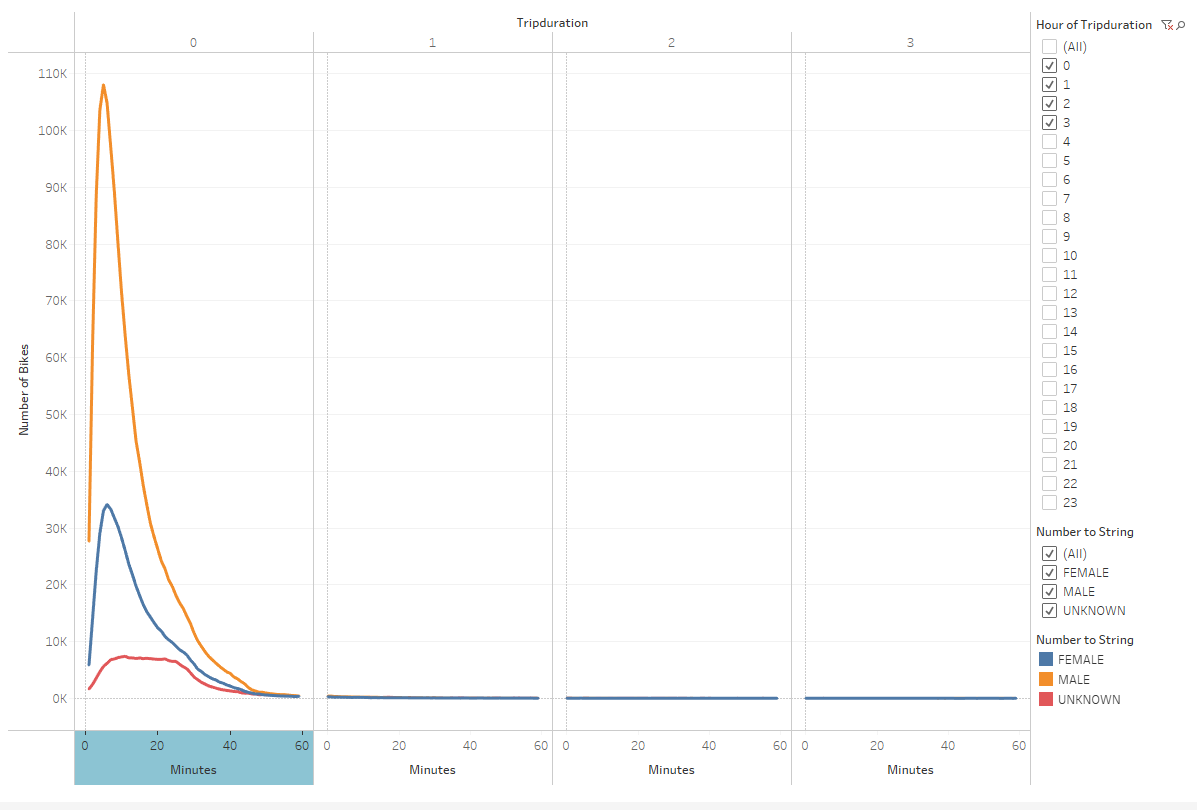 Tripduration
0 1 2 3
110K
100K
90K
80K
70K
60K
50K
40K
30K
20K
10K
0K
Number of Bikes
0 20 40 60 0 20 40 60 0 20 40 60 0 20 40 60
Minutes Minutes Minutes Minutes
Hour of Tripduration
(All)
0
1
2
3
4
5
6
7
8
9
10
11
12
13
14
15
16
17
18
19
20
21
22
23
Number to String
(All)
FEMALE
MALE
UNKNOWN
Number to String
FEMALE
MALE
UNKNOWN